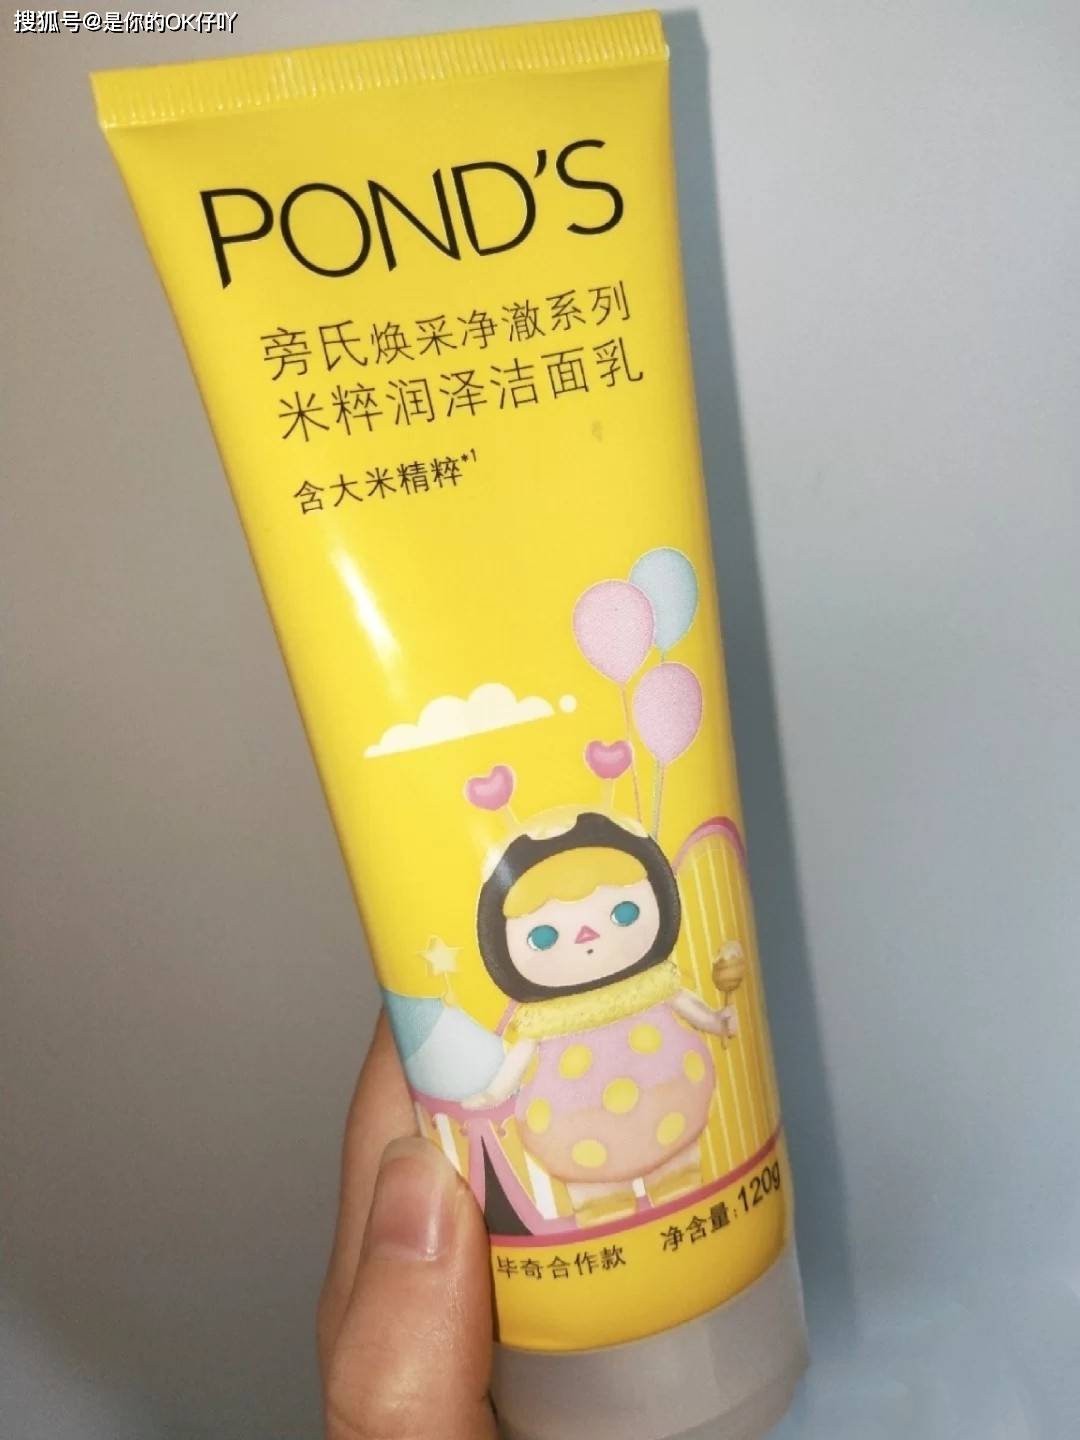 搜狐号@是你的OK仔吖
POND'S
旁氏焕采净澈系列
米粹润泽洁面乳
含大米精粹*1
毕奇合作款
净含量:120g